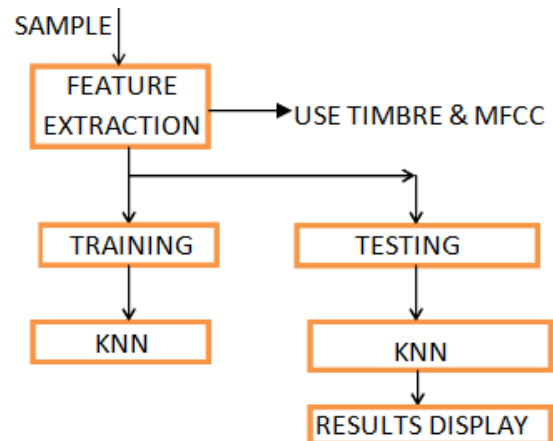 SAMPLE
FEATURE
EXTRACTION
USE TIMBRE & MFCC
TRAINING
TESTING
KNN
KNN
RESULTS DISPLAY